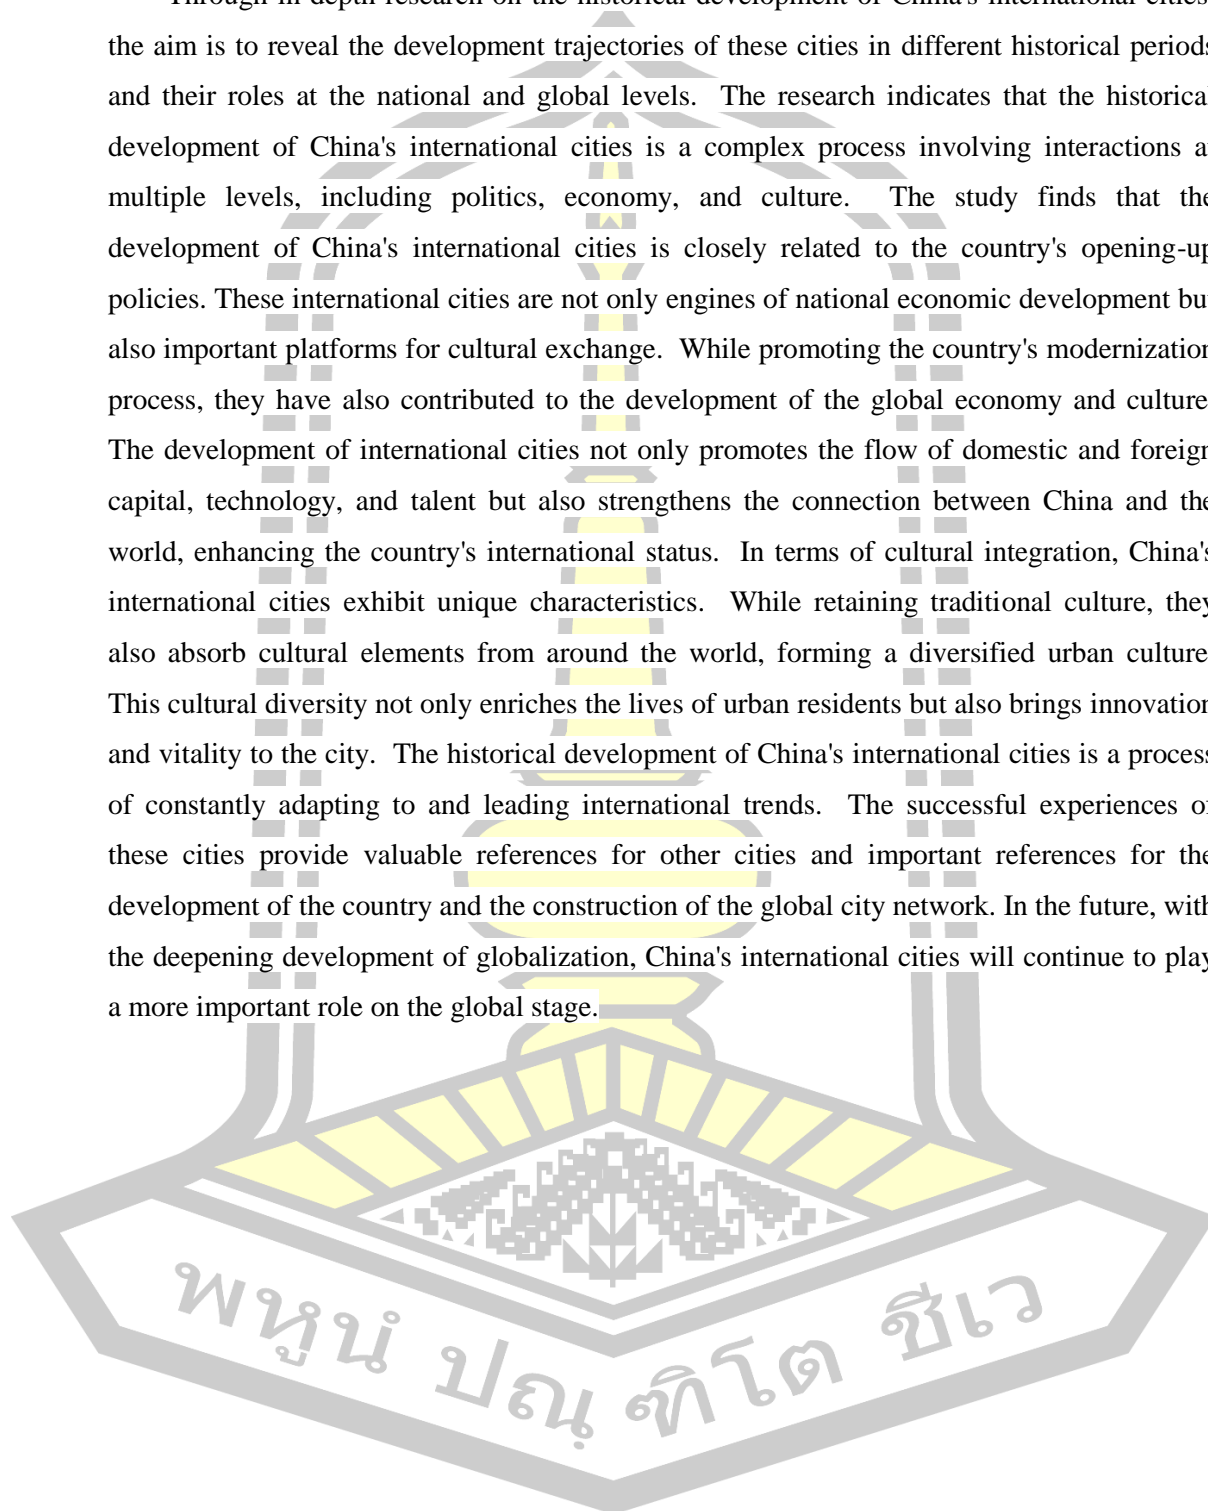 Through in-depth research on the historical development of China's international cities
the aim is to reveal the development trajectories of these cities in different historical periods
and their roles at the national and global levels. The research indicates that the historical
development of China's international cities is a complex process involving interactions a
multiple levels, including politics, economy, and culture. The study finds that the
development of China's international cities is closely related to the country's opening-up
policies. These international cities are not only engines of national economic development bu
also important platforms for cultural exchange. While promoting the country's modernization
process, they have also contributed to the development of the global economy and culture
The development of international cities not only promotes the flow of domestic and foreign
capital, technology, and talent but also strengthens the connection between China and the
world, enhancing the country's international status. In terms of cultural integration, China's
international cities exhibit unique characteristics. While retaining traditional culture, they
also absorb cultural elements from around the world, forming a diversified urban culture
This cultural diversity not only enriches the lives of urban residents but also brings innovation
and vitality to the city. The historical development of China's international cities is a process
of constantly adapting to and leading international trends. The successful experiences of
these cities provide valuable references for other cities and important references for the
development of the country and the construction of the global city network. In the future, with
the deepening development of globalization, China's international cities will continue to play
a more important role on the global stage.
พหูนํ ปณฺฑิโต ชีเว